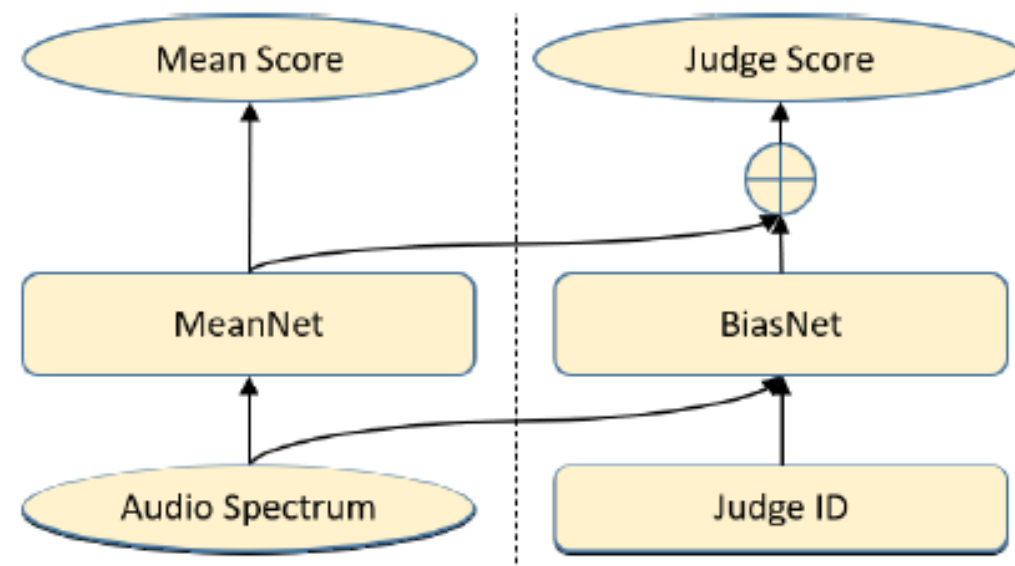 Mean Score
Judge Score
MeanNet
BiasNet
Audio Spectrum
Judge ID